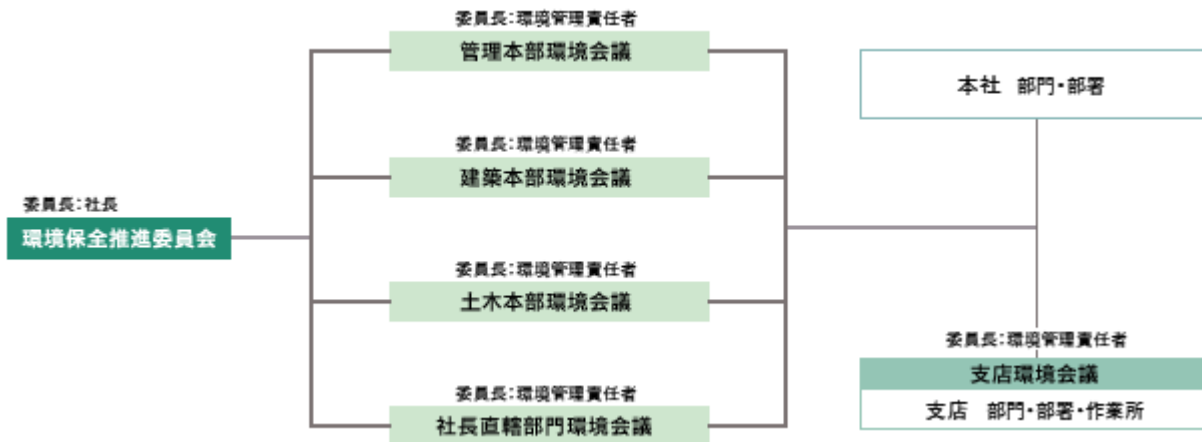 委員長：社長
環境保全推進委員会
委員長：環境管理責任者
管理本部環境会議
委員長：環境管理責任者
建築本部環境会議
委員長：環境管理責任者
土木本部環境会議
委員長：環境管理責任者
社長直轄部門環境会議
本社　部門・部署
委員長：環境管理責任者
支店環境会議
支店　部門・部署・作業所